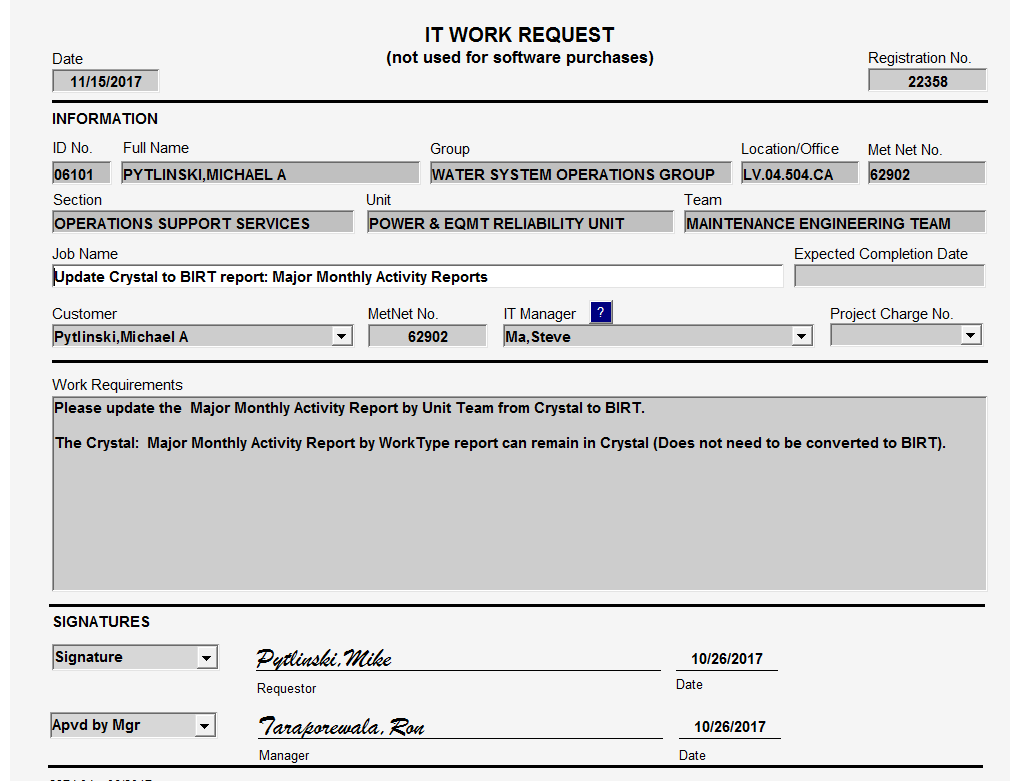 IT WORK REQUEST
(not used for software purchases)
Date
Registration No.
11/15/2017
22358
INFORMATION
ID No. Full Name Group Location/Office Met Net No.
06101 PYTLINSKI,MICHAEL A WATER SYSTEM OPERATIONS GROUP LV.04.504.CA 62902
Section Unit Team
OPERATIONS SUPPORT SERVICES POWER & EQMT RELIABILITY UNIT MAINTENANCE ENGINEERING TEAM
Job Name Expected Completion Date
Update Crystal to BIRT report: Major Monthly Activity Reports
Customer MetNet No. IT Manager ? Project Charge No.
Pytlinski,Michael A 62902 Ma,Steve
Work Requirements
Please update the  Major Monthly Activity Report by Unit Team from Crystal to BIRT.
The Crystal:  Major Monthly Activity Report by WorkType report can remain in Crystal (Does not need to be converted to BIRT).
SIGNATURES
Signature Pytlinski,Mike 10/26/2017
Requestor Date
Apvd by Mgr Taraporewala, Ron 10/26/2017
Manager Date